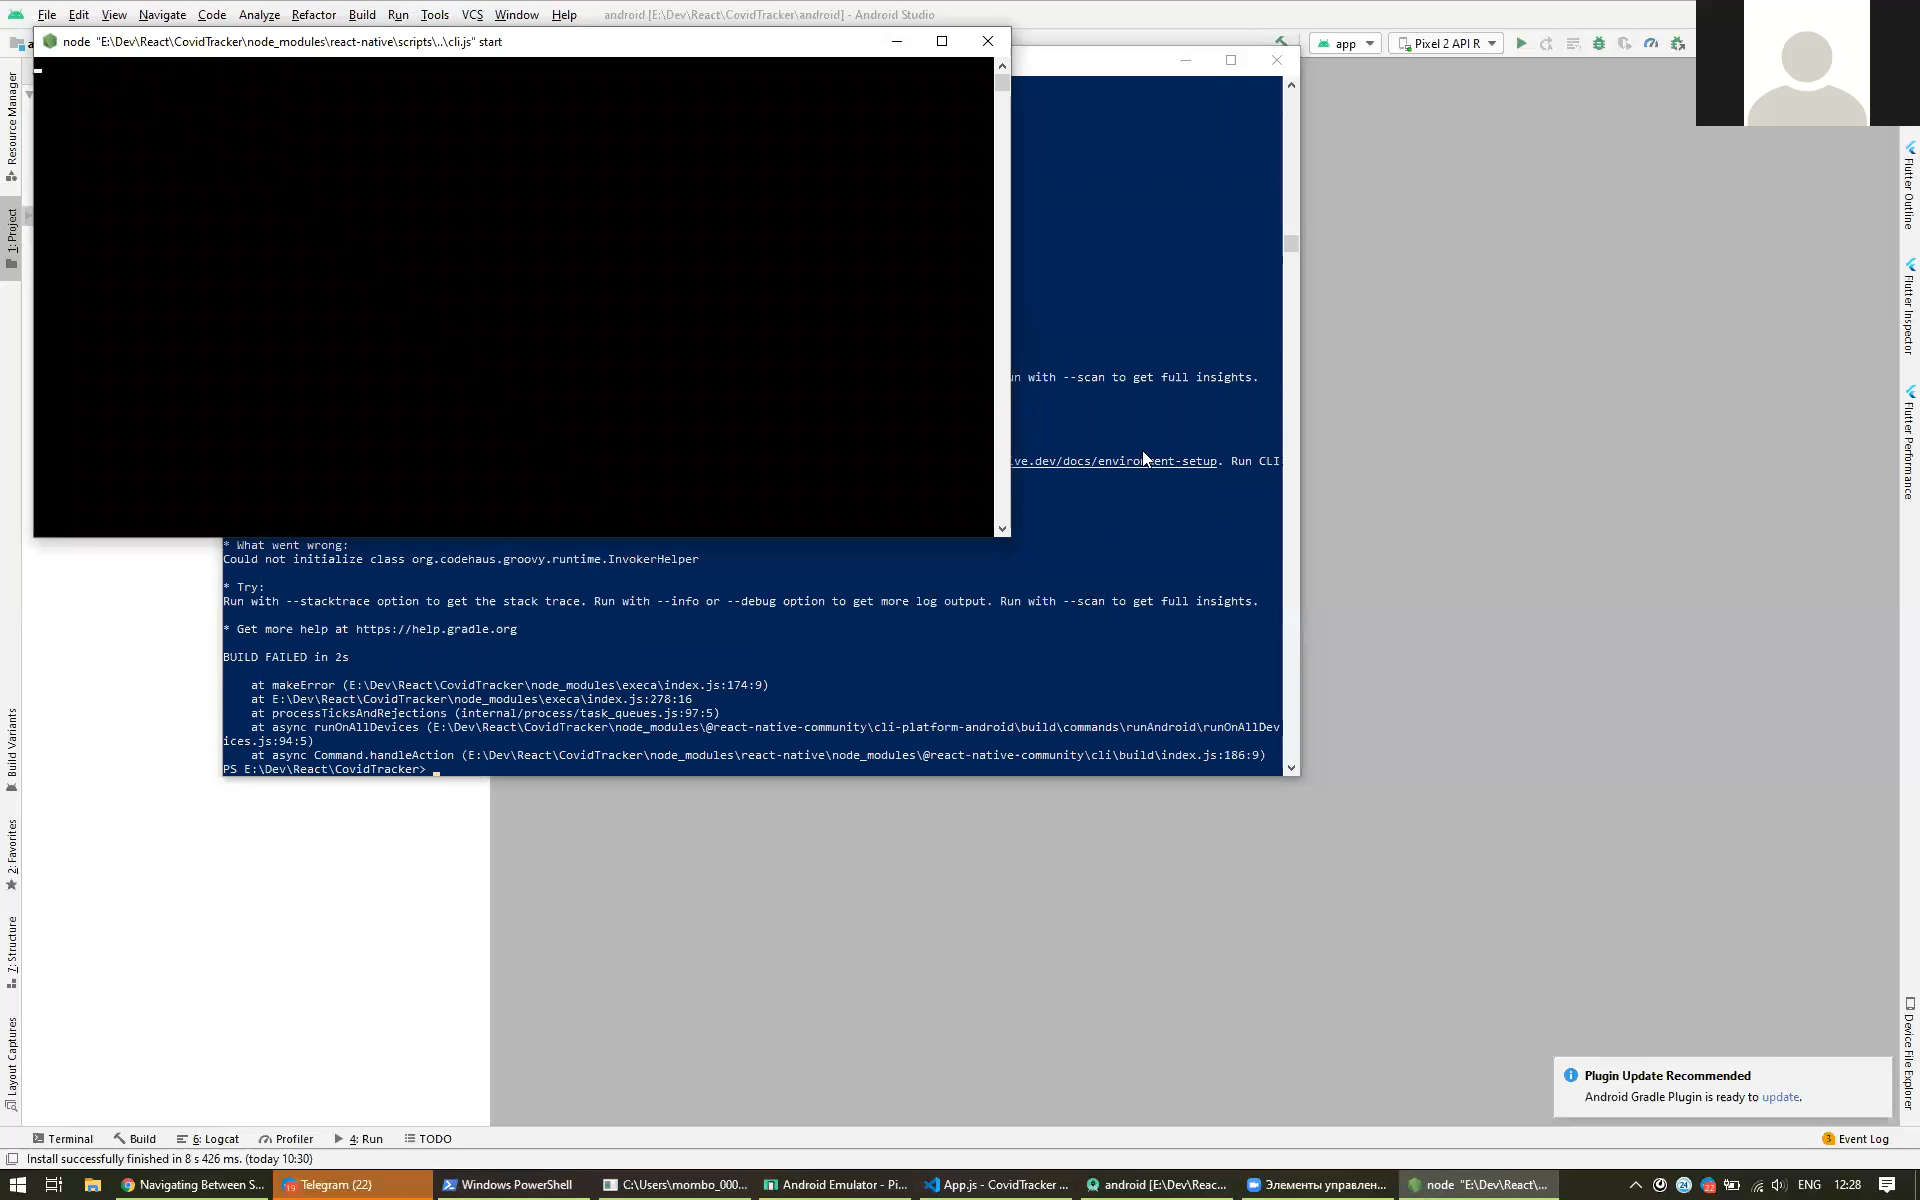 File Edit View Navigate Code Analyze Refactor Build Run Tools VCS Window Help android [E:\Dev\React\CovidTracker\android] - Android Studio
node "E:\Dev\React\CovidTracker\node_modules\react-native\scripts\..\cli.js" start
app Pixel 2 API R
Resource Manager
1: Project
Build Variants
2: Favorites
7: Structure
Layout Captures
Flutter Outline
Flutter Inspector
Flutter Performance
Device File Explorer
un with --scan to get full insights.
ive.dev/docs/environment-setup. Run CLI
* What went wrong:
Could not initialize class org.codehaus.groovy.runtime.InvokerHelper
* Try:
Run with --stacktrace option to get the stack trace. Run with --info or --debug option to get more log output. Run with --scan to get full insights.
* Get more help at https://help.gradle.org
BUILD FAILED in 2s
at makeError (E:\Dev\React\CovidTracker\node_modules\execa\index.js:174:9)
at E:\Dev\React\CovidTracker\node_modules\execa\index.js:278:16
at processTicksAndRejections (internal/process/task_queues.js:97:5)
at async runOnAllDevices (E:\Dev\React\CovidTracker\node_modules\@react-native-community\cli-platform-android\build\commands\runAndroid\runOnAllDev
ices.js:94:5)
at async Command.handleAction (E:\Dev\React\CovidTracker\node_modules\react-native\node_modules\@react-native-community\cli\build\index.js:186:9)
PS E:\Dev\React\CovidTracker>
Plugin Update Recommended
Android Gradle Plugin is ready to update.
Terminal Build 6: Logcat Profiler 4: Run TODO 3 Event Log
Install successfully finished in 8 s 426 ms. (today 10:30)
Navigating Between S... Telegram (22) Windows PowerShell C:\Users\mombo_000... Android Emulator - Pi... App.js - CovidTracker ... android [E:\Dev\Reac... Элементы управлен... node "E:\Dev\React\... 24 22 ENG 12:28